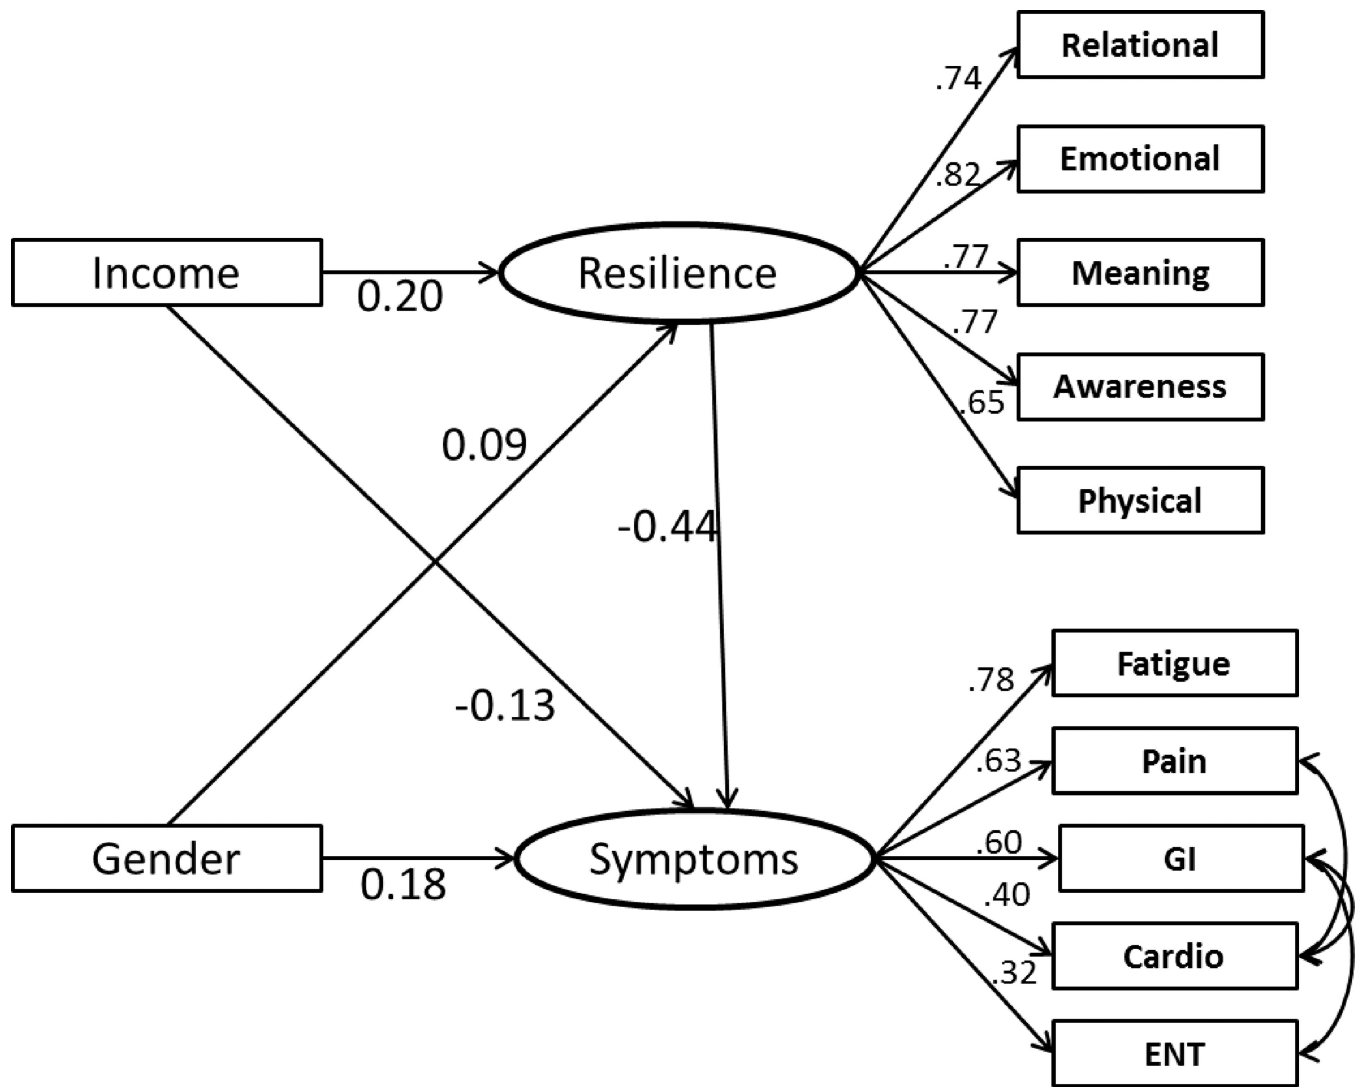 Relational
.74
Emotional
.82
Income
0.20
Resilience
.77
Meaning
.77
Awareness
.65
Physical
0.09
-0.44
-0.13
Fatigue
.78
Pain
.63
Gender
0.18
Symptoms
.60
GI
.40
Cardio
.32
ENT